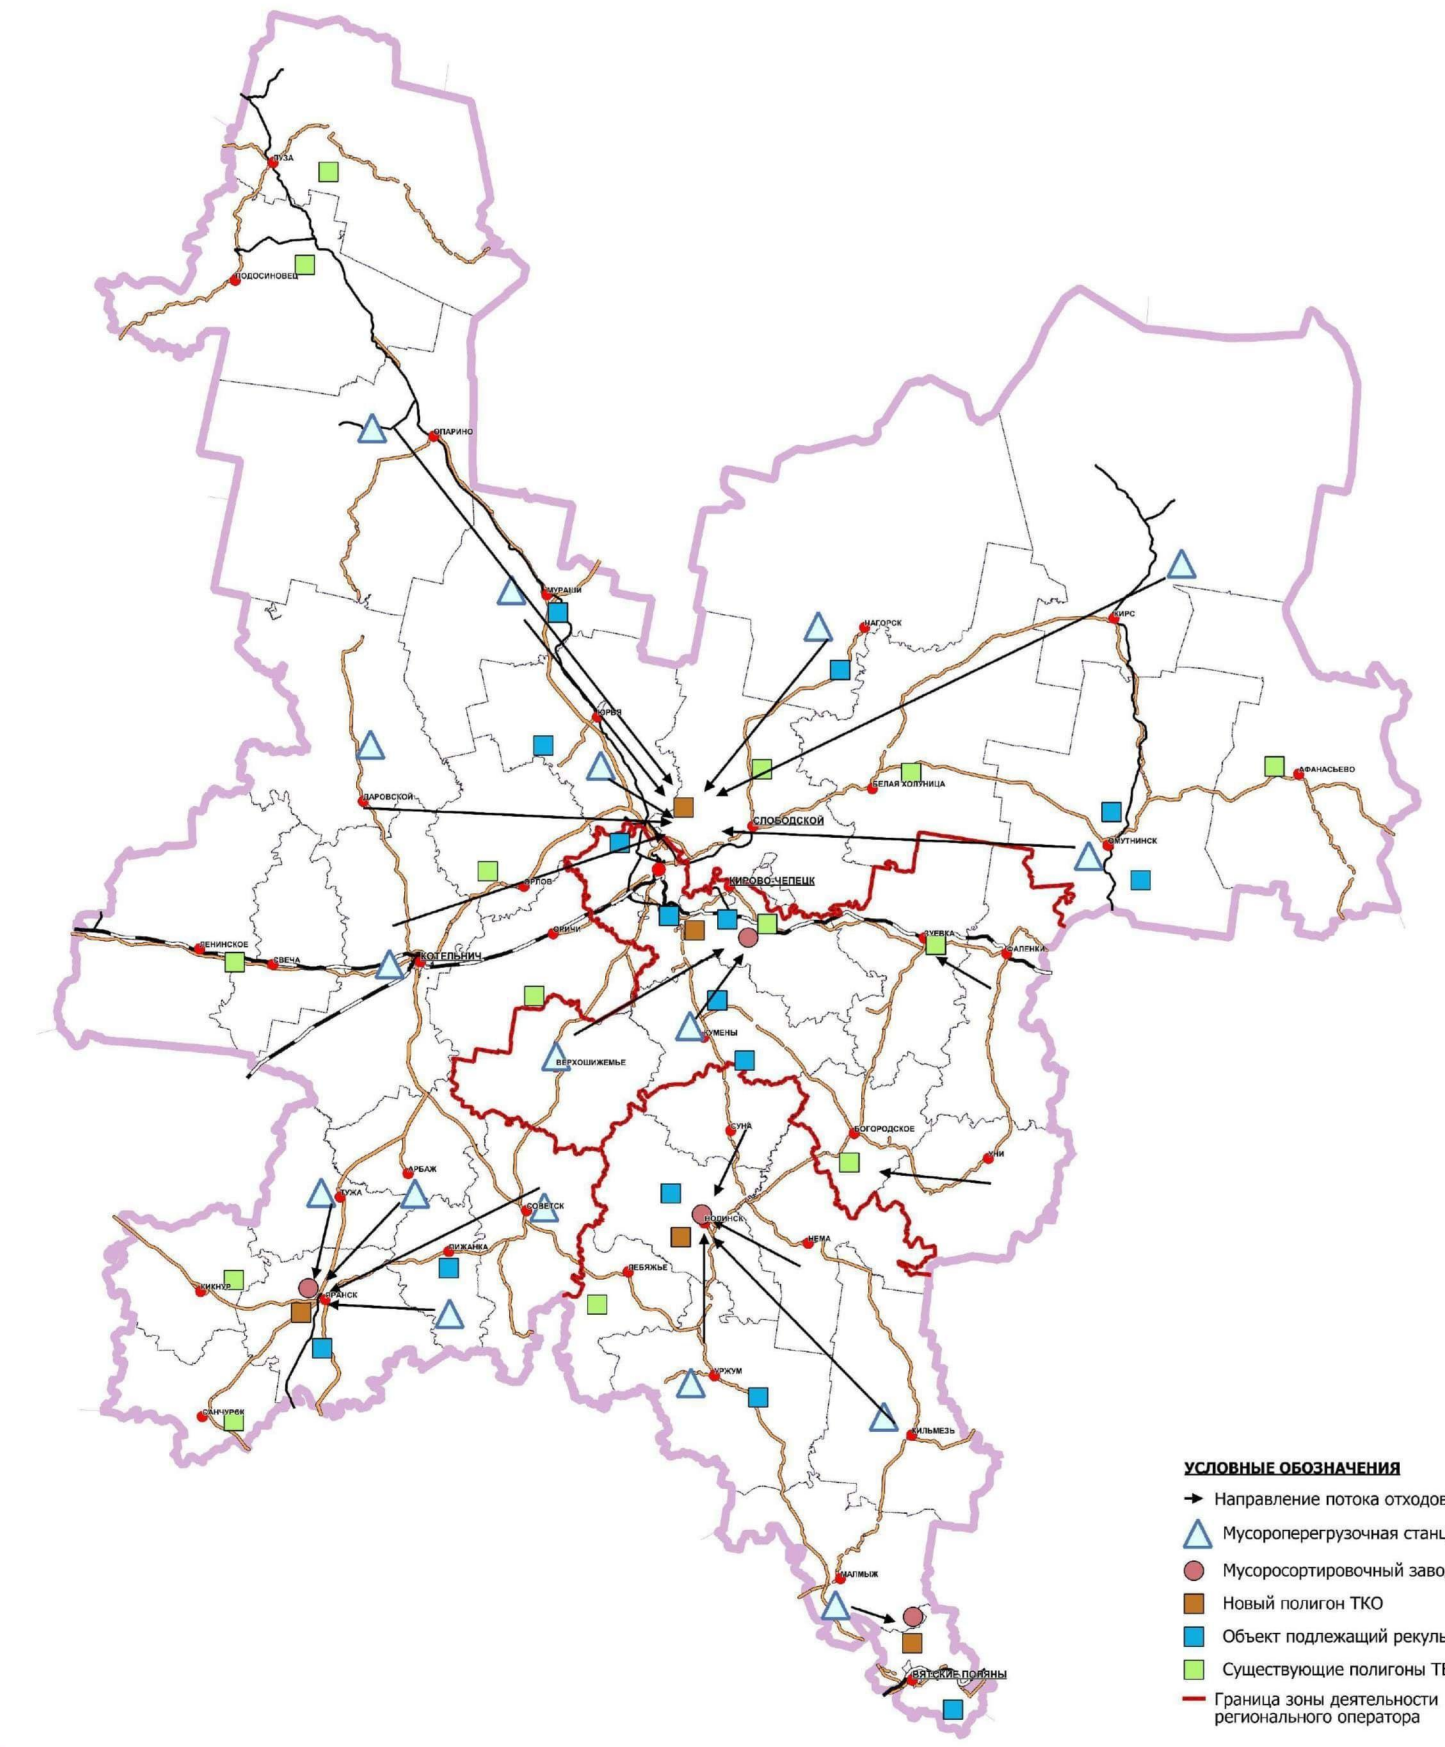 ЛУЗА
ПОДОСИНОВЕЦ
ОПАРИНО
МУРАШИ
НАГОРСК
КИРС
ЮРЬЯ
АФАНАСЬЕВО
БЕЛАЯ ХОЛУНИЦА
ДАРОВСКОЙ
СЛОБОДСКОЙ
ОМУТНИНСК
ОРЛОВ
КИРОВО-ЧЕПЕЦК
ОРИЧИ
ЗУЕВКА
ЛЕНИНСКОЕ
ФАЛЕНКИ
СВЕЧА
КОТЕЛЬНИЧ
КУМЕНЫ
ВЕРХОШИЖЕМЬЕ
СУНА
БОГОРОДСКОЕ
УНИ
АРБАЖ
ТУЖА
СОВЕТСК
НОЛИНСК
НЕМА
ПИЖАНКА
ЛЕБЯЖЬЕ
КИКНУР
ЯРАНСК
УРЖУМ
САНЧУРСК
КИЛЬМЕЗЬ
МАЛМЫЖ
ВЯТСКИЕ ПОЛЯНЫ
УСЛОВНЫЕ ОБОЗНАЧЕНИЯ
Направление потока отходов
Мусороперегрузочная станц
Мусоросортировочный заво
Новый полигон ТКО
Объект подлежащий рекуль
Существующие полигоны ТБ
Граница зоны деятельности
регионального оператора